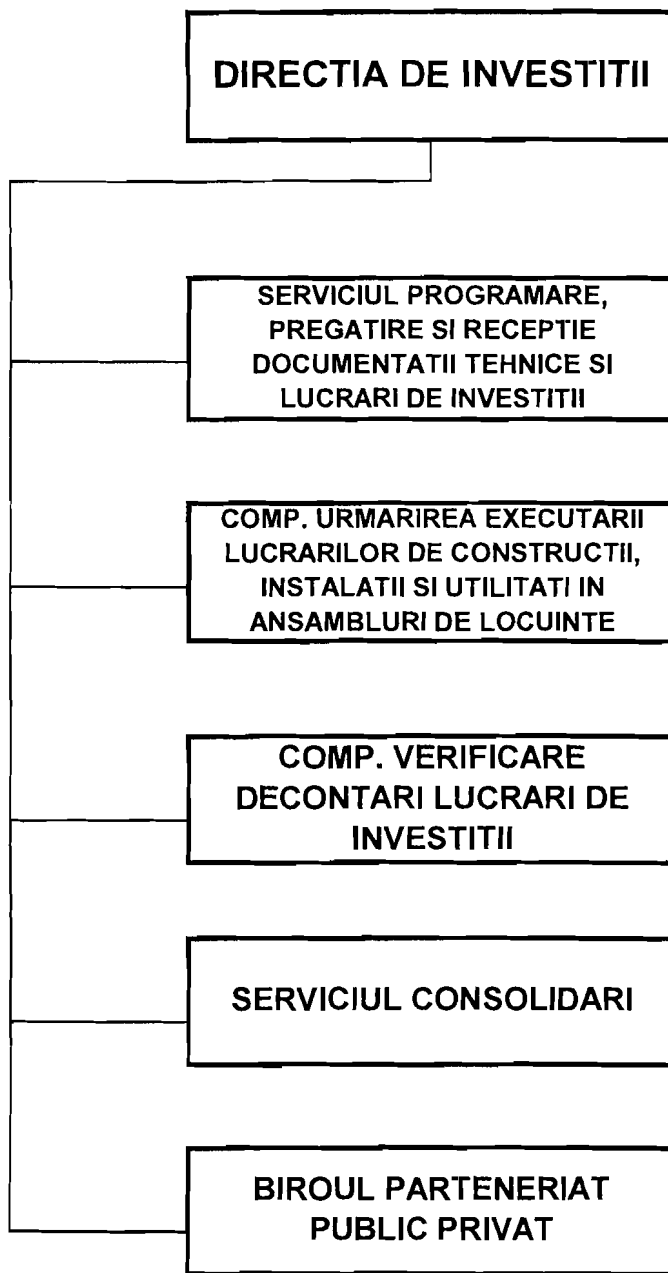 DIRECTIA DE INVESTITII
SERVICIUL PROGRAMARE,
PREGATIRE SI RECEPTIE
DOCUMENTATII TEHNICE SI
LUCRARI DE INVESTITII
COMP. URMARIREA EXECUTARII
LUCRARILOR DE CONSTRUCTII,
INSTALATII SI UTILITATI IN
ANSAMBLURI DE LOCUINTE
COMP. VERIFICARE
DECONTARI LUCRARI DE
INVESTITII
SERVICIUL CONSOLIDARI
BIROUL PARTENERIAT
PUBLIC PRIVAT